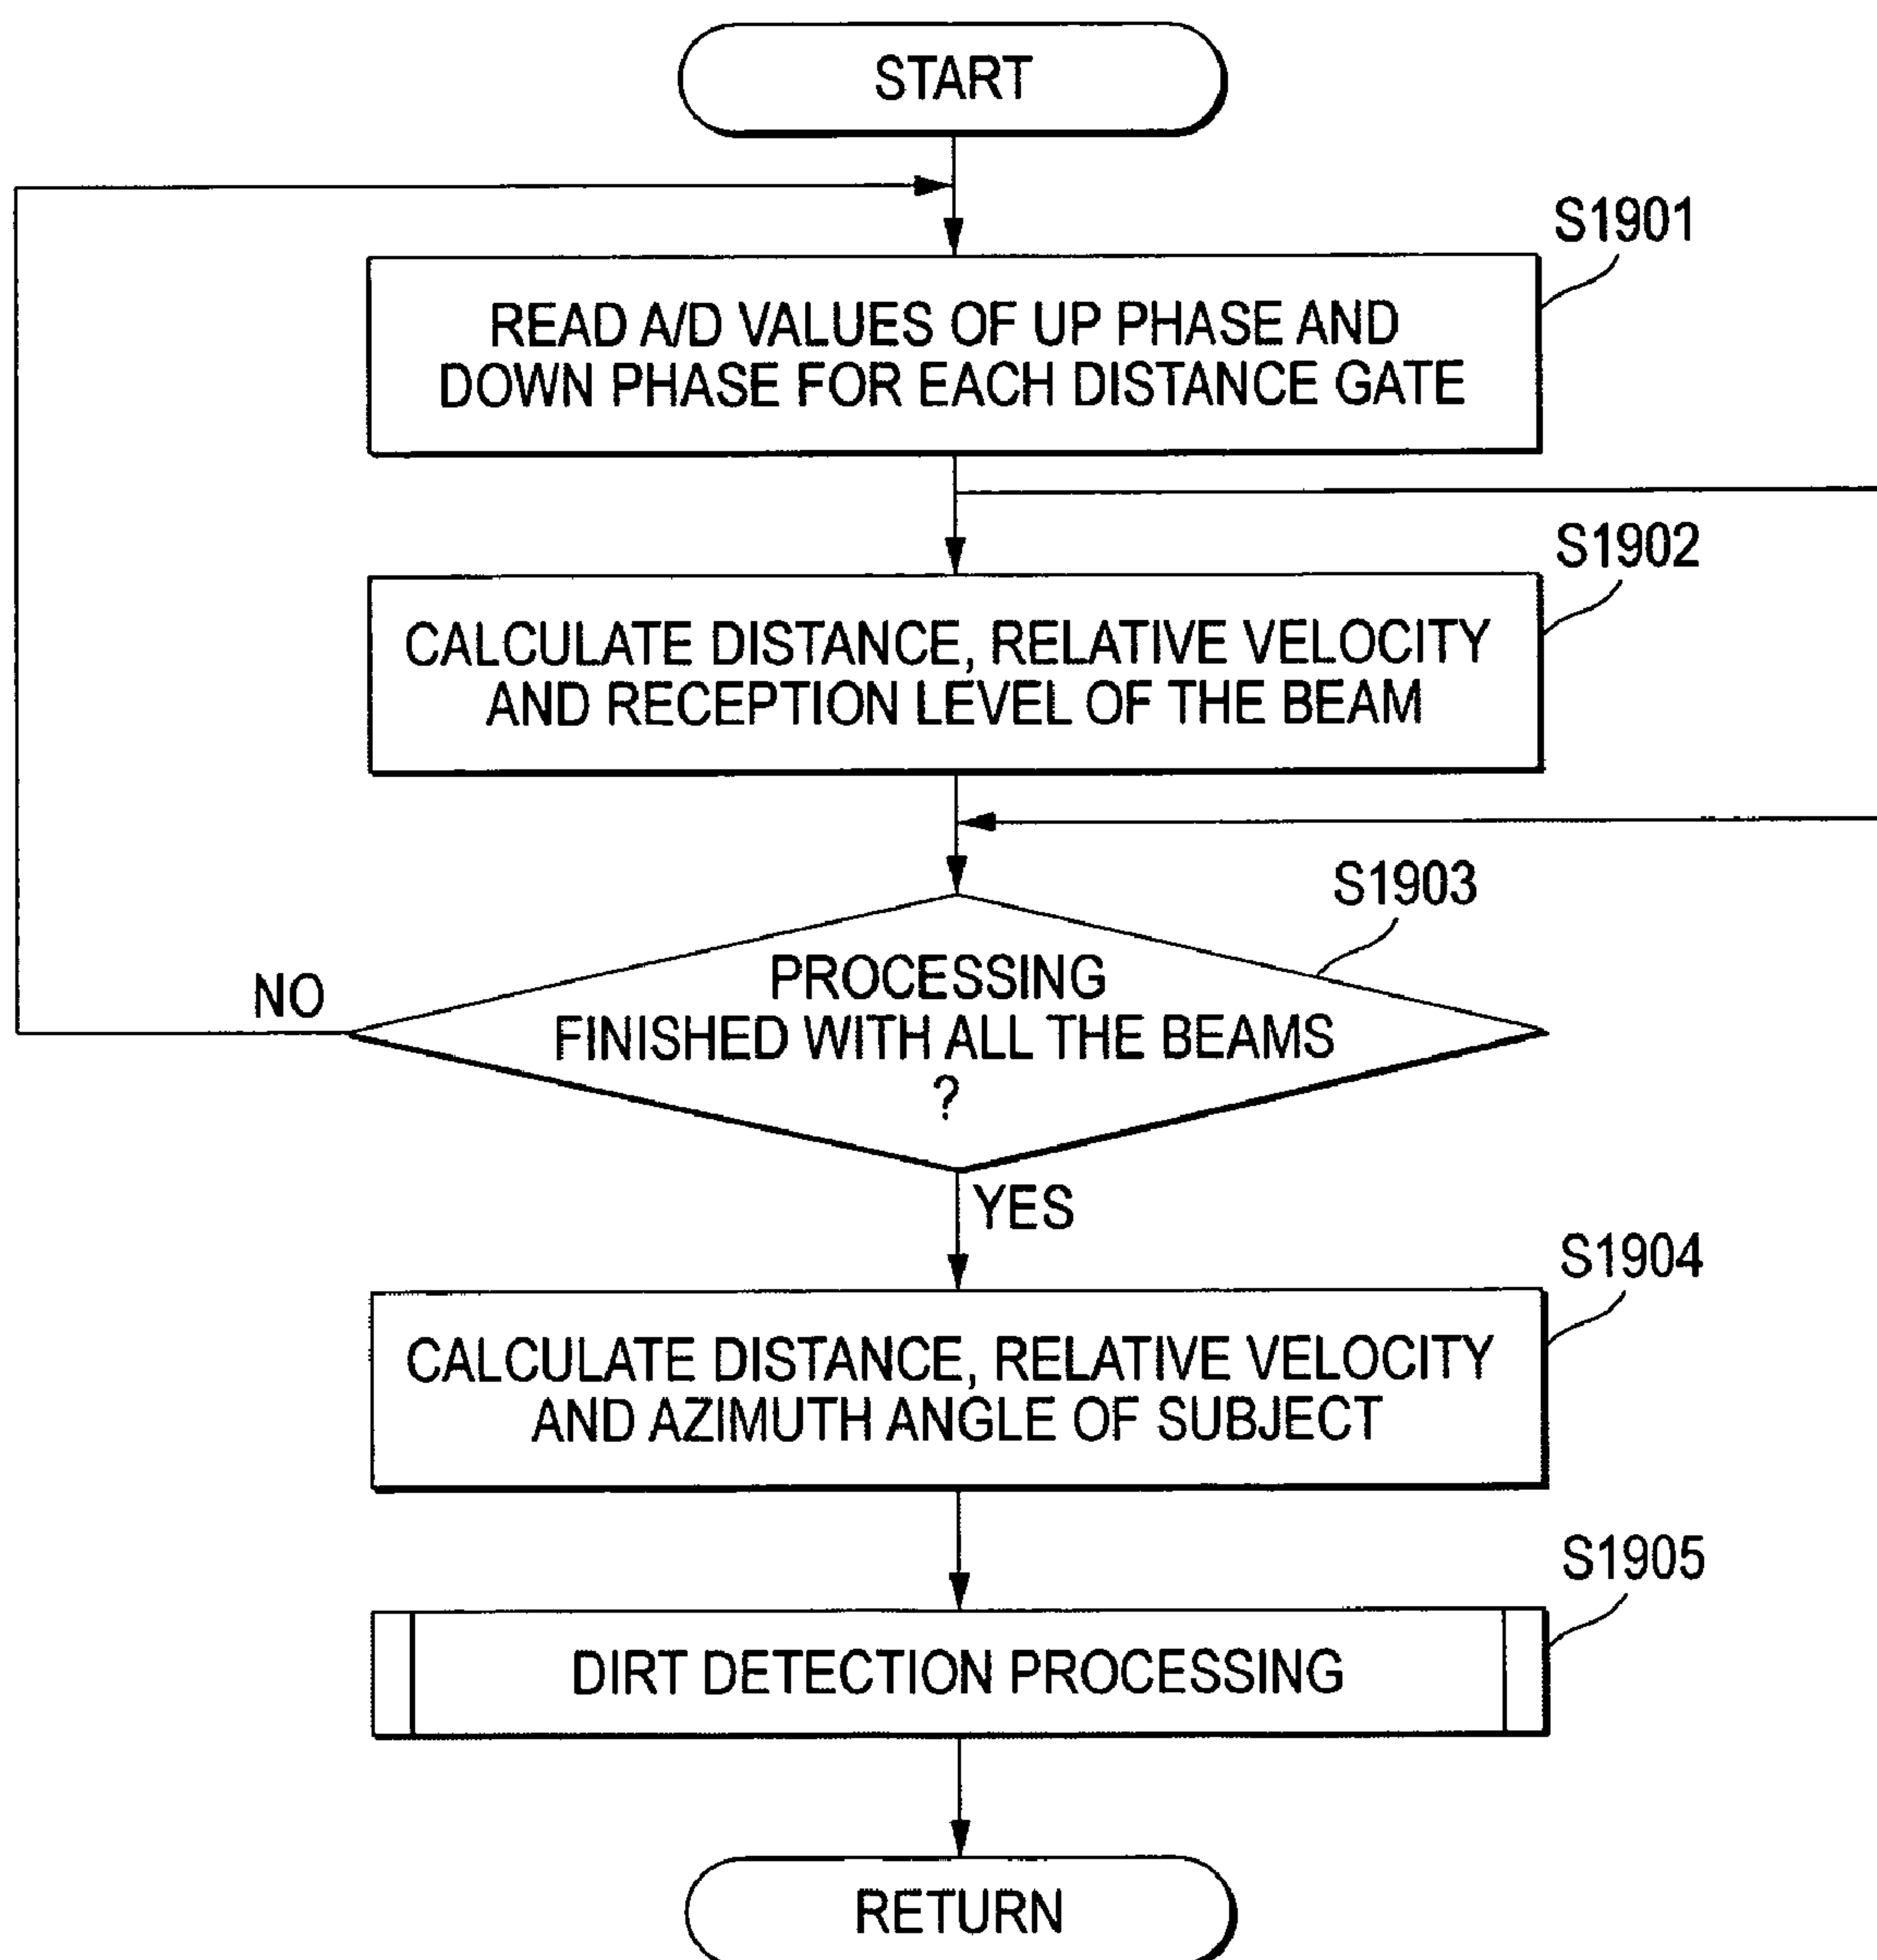 START
S1901
READ A/D VALUES OF UP PHASE AND
DOWN PHASE FOR EACH DISTANCE GATE
S1902
CALCULATE DISTANCE, RELATIVE VELOCITY
AND RECEPTION LEVEL OF THE BEAM
S1903
PROCESSING
FINISHED WITH ALL THE BEAMS
?
NO
YES
S1904
CALCULATE DISTANCE, RELATIVE VELOCITY
AND AZIMUTH ANGLE OF SUBJECT
S1905
DIRT DETECTION PROCESSING
RETURN